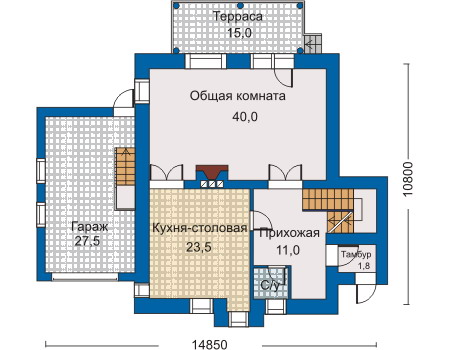 Терраса
15,0
Общая комната
40,0
Гараж
27,5
Кухня-столовая
23,5
Прихожая
11,0
Тамбур
1,8
С/у
10800
14850